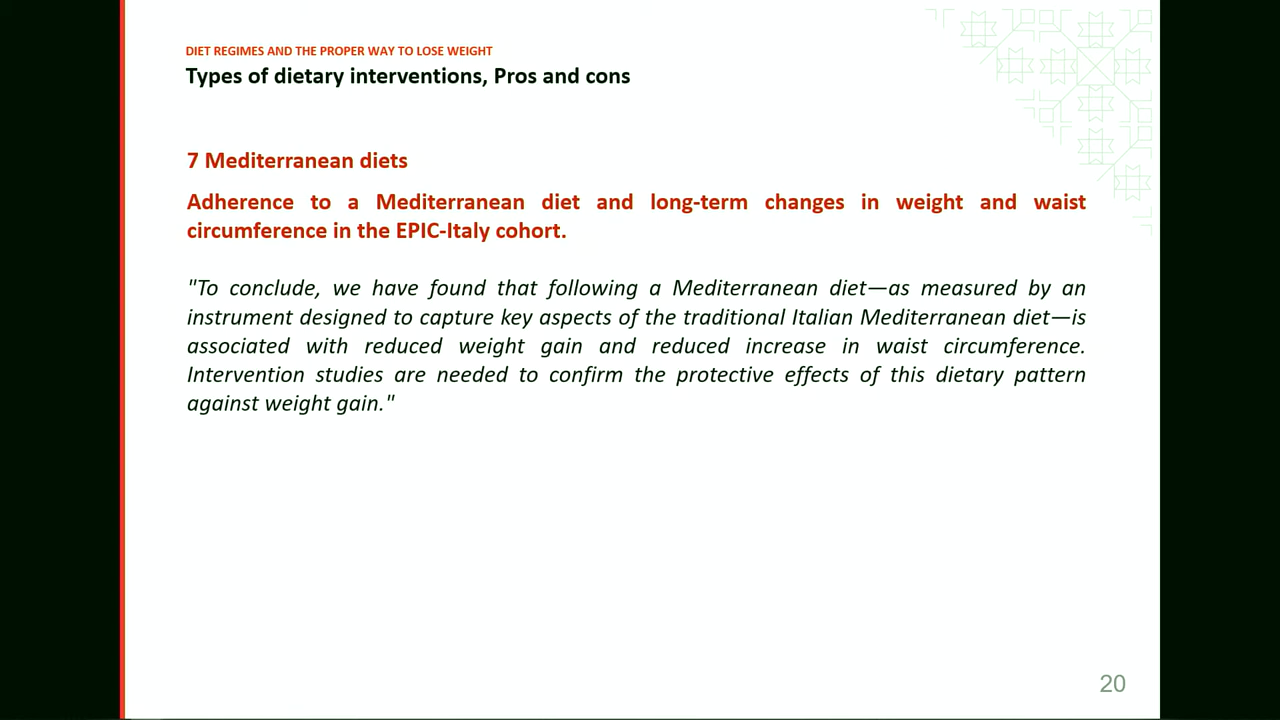 DIET REGIMES AND THE PROPER WAY TO LOSE WEIGHT
Types of dietary interventions, Pros and cons
7 Mediterranean diets
Adherence to a Mediterranean diet and long-term changes in weight and waist
circumference in the EPIC-Italy cohort.
"To conclude, we have found that following a Mediterranean diet—as measured by an
instrument designed to capture key aspects of the traditional Italian Mediterranean diet—is
associated with reduced weight gain and reduced increase in waist circumference.
Intervention studies are needed to confirm the protective effects of this dietary pattern
against weight gain."
20